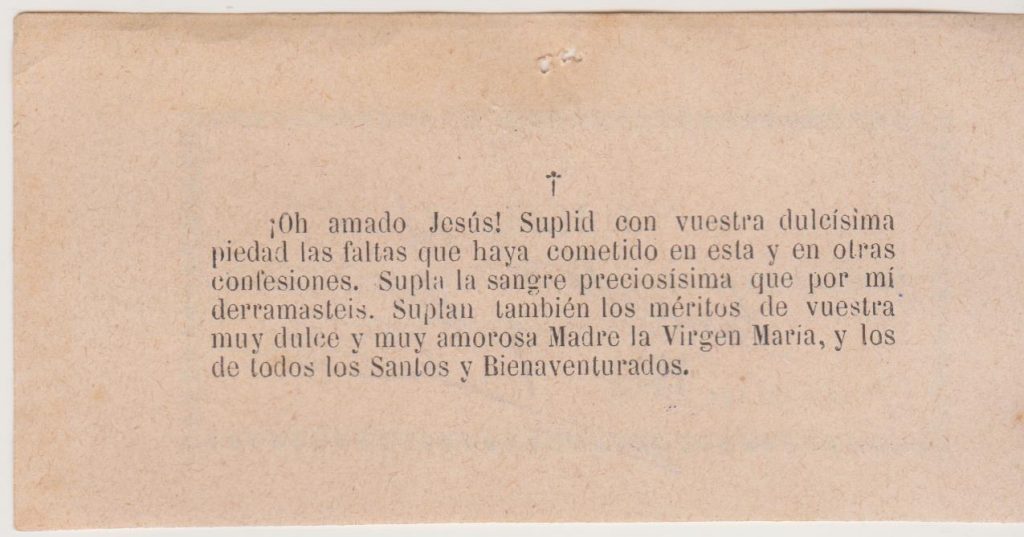 †
¡Oh amado Jesús! Suplid con vuestra dulcísima
piedad las faltas que haya cometido en esta y en otras
confesiones. Supla la sangre preciosísima que por mí
derramasteis. Suplan también los méritos de vuestra
muy dulce y muy amorosa Madre la Virgen María, y los
de todos los Santos y Bienaventurados.